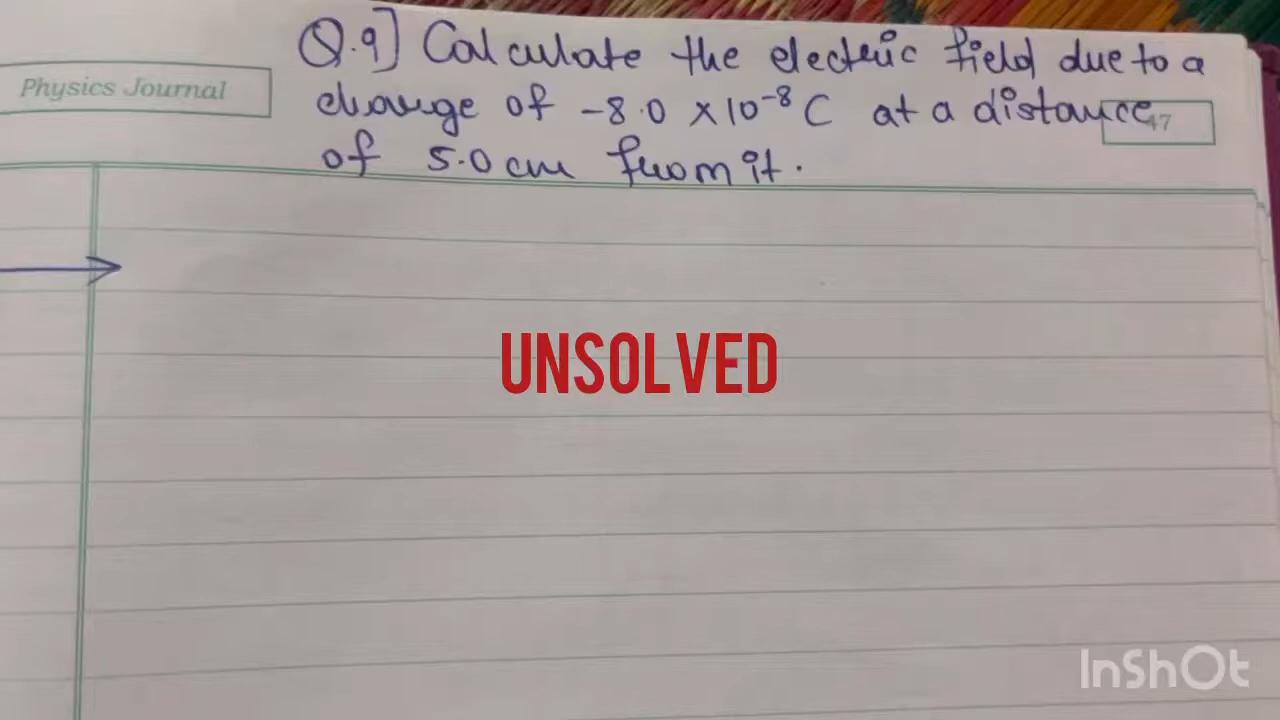 Q.9] Calculate the electric field due to a
Physics Journal
charge of -8.0 × 10⁻⁸ C at a distance
47
of 5.0 cm from it.
UNSOLVED
InShOt